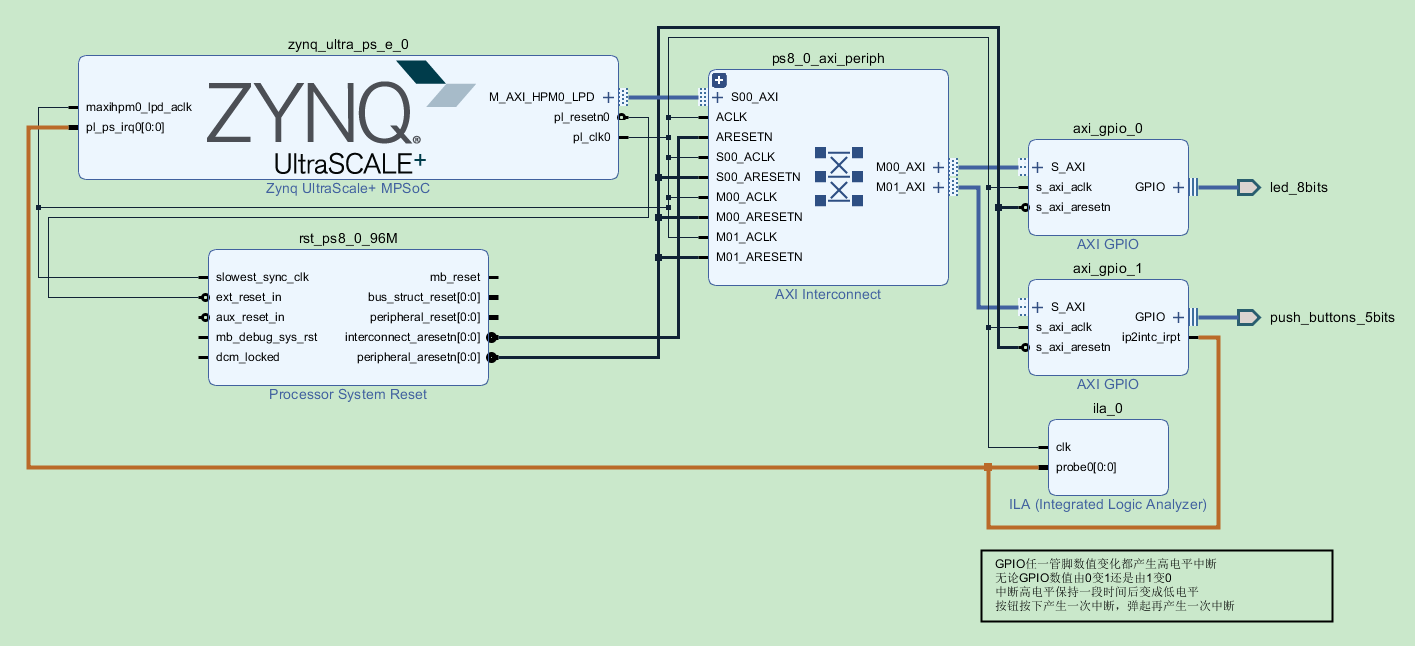 zynq_ultra_ps_e_0
maxihpm0_lpd_aclk
pl_ps_irq0[0:0]
ZYNQ®
UltraSCALE+
M_AXI_HPM0_LPD
pl_resetn0
pl_clk0
Zynq UltraScale+ MPSoC
rst_ps8_0_96M
slowest_sync_clk
ext_reset_in
aux_reset_in
mb_debug_sys_rst
dcm_locked
mb_reset
bus_struct_reset[0:0]
peripheral_reset[0:0]
interconnect_aresetn[0:0]
peripheral_aresetn[0:0]
Processor System Reset
ps8_0_axi_periph
S00_AXI
ACLK
ARESETN
S00_ACLK
S00_ARESETN
M00_ACLK
M00_ARESETN
M01_ACLK
M01_ARESETN
M00_AXI
M01_AXI
AXI Interconnect
axi_gpio_0
S_AXI
s_axi_aclk
s_axi_aresetn
GPIO
AXI GPIO
led_8bits
axi_gpio_1
S_AXI
s_axi_aclk
s_axi_aresetn
GPIO
ip2intc_irpt
AXI GPIO
push_buttons_5bits
ila_0
clk
probe0[0:0]
ILA (Integrated Logic Analyzer)
GPIO任一管脚数值变化都产生高电平中断
无论GPIO数值由0变1还是由1变0
中断高电平保持一段时间后变成低电平
按钮按下产生一次中断，弹起再产生一次中断